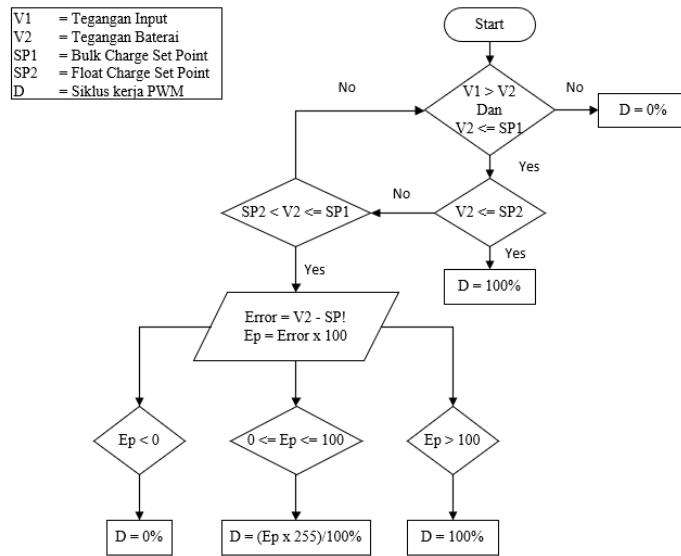 V1 = Tegangan Input
V2 = Tegangan Baterai
SP1 = Bulk Charge Set Point
SP2 = Float Charge Set Point
D = Siklus kerja PWM
Start
V1 > V2
Dan
V2 <= SP1
No
D = 0%
No
Yes
V2 <= SP2
No
SP2 < V2 <= SP1
Yes
D = 100%
Yes
Error = V2 - SP!
Ep = Error x 100
Ep < 0
0 <= Ep <= 100
Ep > 100
D = 0%
D = (Ep x 255)/100%
D = 100%